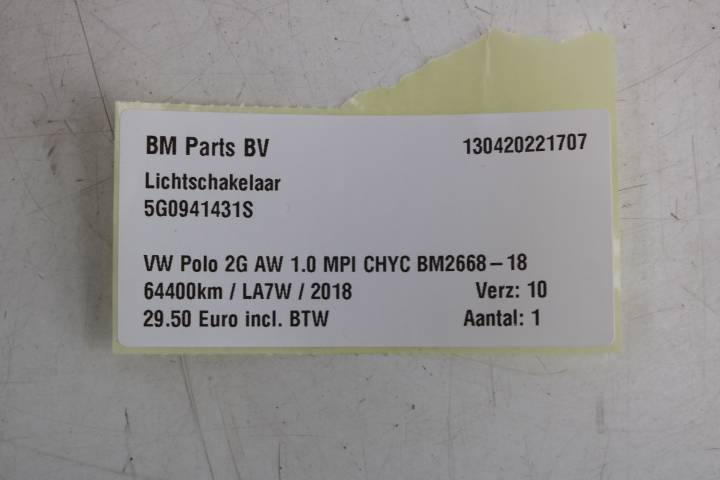 BM Parts BV 130420221707
Lichtschakelaar
5G0941431S
VW Polo 2G AW 1.0 MPI CHYC BM2668-18
64400km / LA7W / 2018 Verz: 10
29.50 Euro incl. BTW Aantal: 1